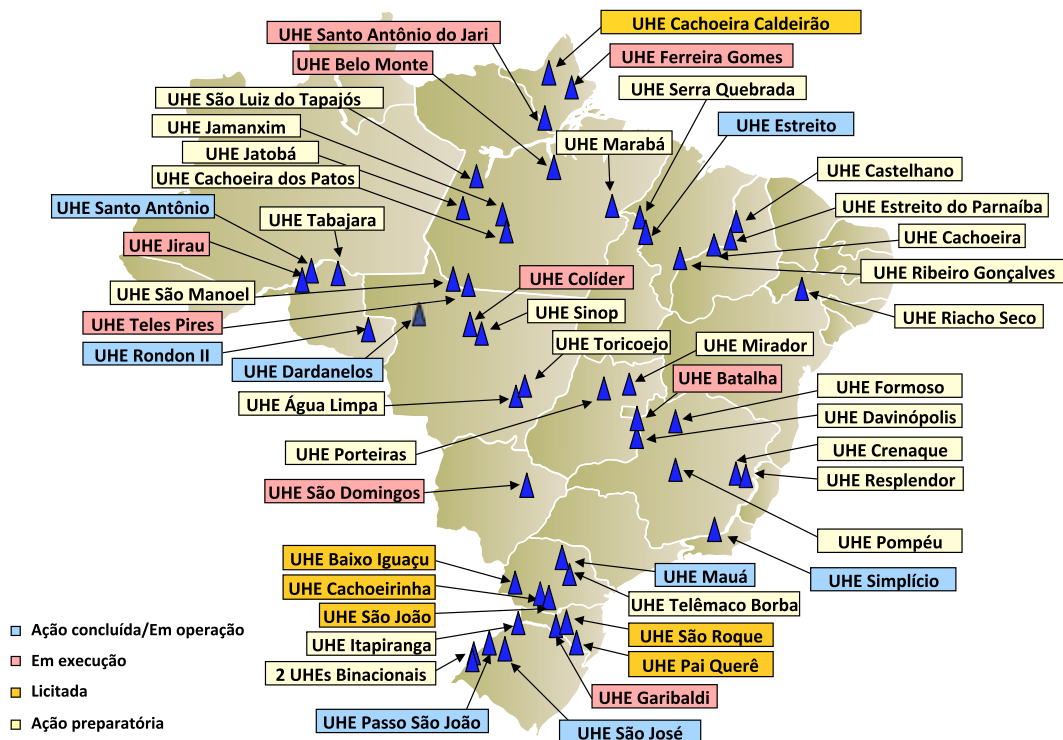 UHE Cachoeira Caldeirão
UHE Santo Antônio do Jari
UHE Ferreira Gomes
UHE Belo Monte
UHE Serra Quebrada
UHE São Luiz do Tapajós
UHE Estreito
UHE Jamanxim
UHE Marabá
UHE Jatobá
UHE Castelhano
UHE Cachoeira dos Patos
UHE Santo Antônio
UHE Estreito do Parnaíba
UHE Tabajara
UHE Cachoeira
UHE Jirau
UHE Ribeiro Gonçalves
UHE Colíder
UHE São Manoel
UHE Sinop
UHE Riacho Seco
UHE Teles Pires
UHE Toricoejo
UHE Mirador
UHE Rondon II
UHE Dardanelos
UHE Batalha
UHE Formoso
UHE Água Limpa
UHE Davinópolis
UHE Porteiras
UHE Crenaque
UHE Resplendor
UHE São Domingos
UHE Pompéu
UHE Baixo Iguaçu
UHE Mauá
UHE Simplício
UHE Cachoeirinha
UHE Telêmaco Borba
UHE São João
UHE São Roque
UHE Itapiranga
UHE Pai Querê
2 UHEs Binacionais
UHE Garibaldi
UHE Passo São João
UHE São José
Ação concluída/Em operação
Em execução
Licitada
Ação preparatória